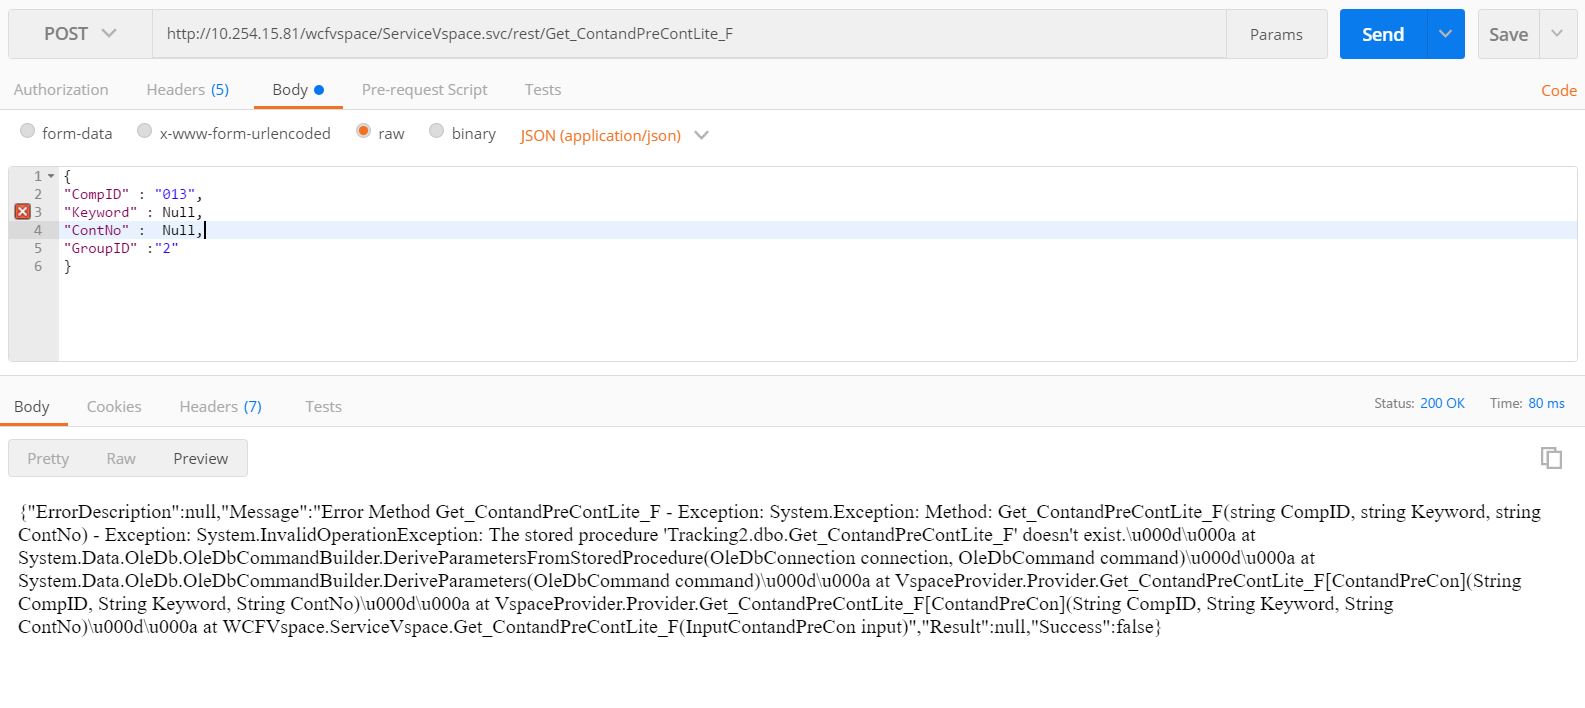 POST http://10.254.15.81/wcfvspace/ServiceVspace.svc/rest/Get_ContandPreContLite_F Params Send Save
Authorization Headers (5) Body Pre-request Script Tests Code
form-data x-www-form-urlencoded raw binary JSON (application/json)
1 {
2 "CompID" : "013",
3 "Keyword" : Null,
4 "ContNo" :  Null,
5 "GroupID" :"2"
6 }
Body Cookies Headers (7) Tests Status: 200 OK Time: 80 ms
Pretty Raw Preview
{"ErrorDescription":null,"Message":"Error Method Get_ContandPreContLite_F - Exception: System.Exception: Method: Get_ContandPreContLite_F(string CompID, string Keyword, string
ContNo) - Exception: System.InvalidOperationException: The stored procedure 'Tracking2.dbo.Get_ContandPreContLite_F' doesn't exist.\u000d\u000a at
System.Data.OleDb.OleDbCommandBuilder.DeriveParametersFromStoredProcedure(OleDbConnection connection, OleDbCommand command)\u000d\u000a at
System.Data.OleDb.OleDbCommandBuilder.DeriveParameters(OleDbCommand command)\u000d\u000a at VspaceProvider.Provider.Get_ContandPreContLite_F[ContandPreCon](String
CompID, String Keyword, String ContNo)\u000d\u000a at VspaceProvider.Provider.Get_ContandPreContLite_F[ContandPreCon](String CompID, String Keyword, String
ContNo)\u000d\u000a at WCFVspace.ServiceVspace.Get_ContandPreContLite_F(InputContandPreCon input)","Result":null,"Success":false}